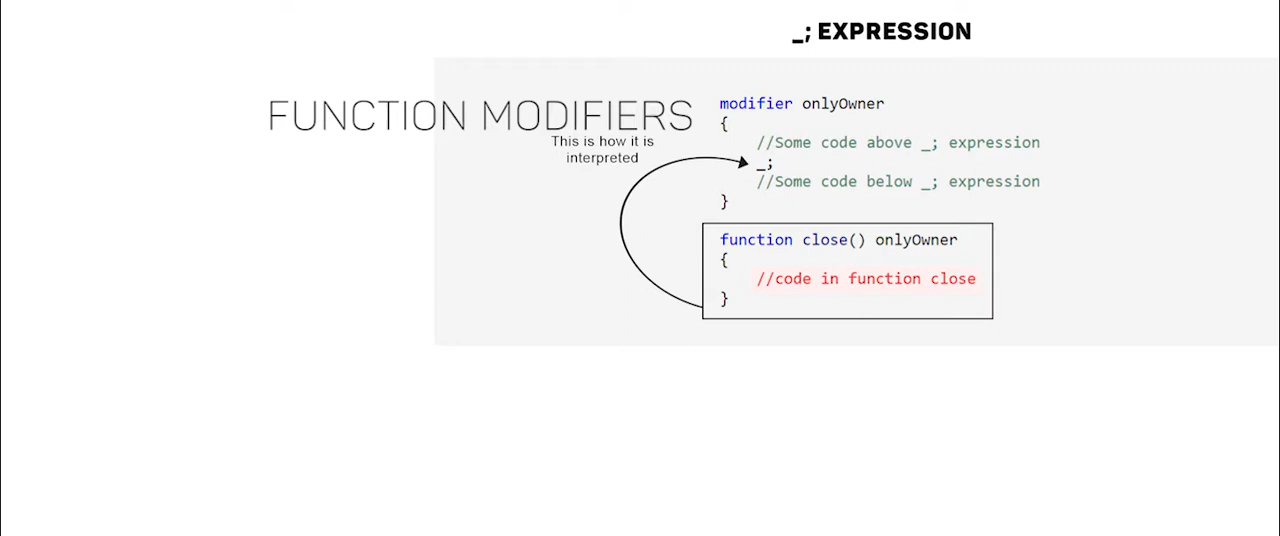 _; EXPRESSION
FUNCTION MODIFIERS
This is how it is
interpreted
modifier onlyOwner
{
//Some code above _; expression
_;
//Some code below _; expression
}
function close() onlyOwner
{
//code in function close
}